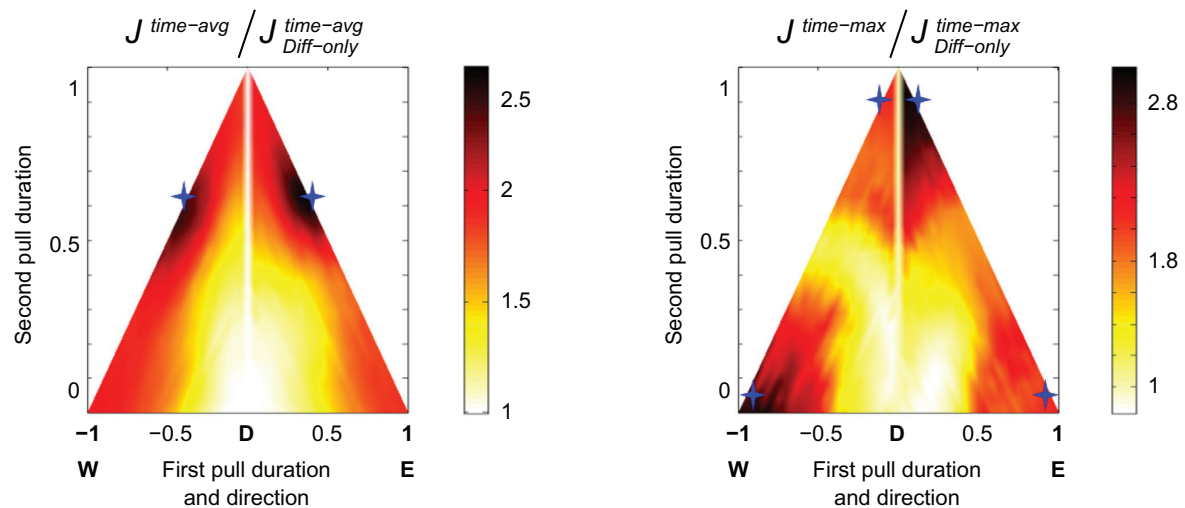 J time−avg / J time−avg Diff−only
2.5
2
1.5
1
1
0.5
0
Second pull duration
−1 −0.5 D 0.5 1
W First pull duration E
and direction
J time−max / J time−max Diff−only
2.8
1.8
1
1
0.5
0
Second pull duration
−1 −0.5 D 0.5 1
W First pull duration E
and direction